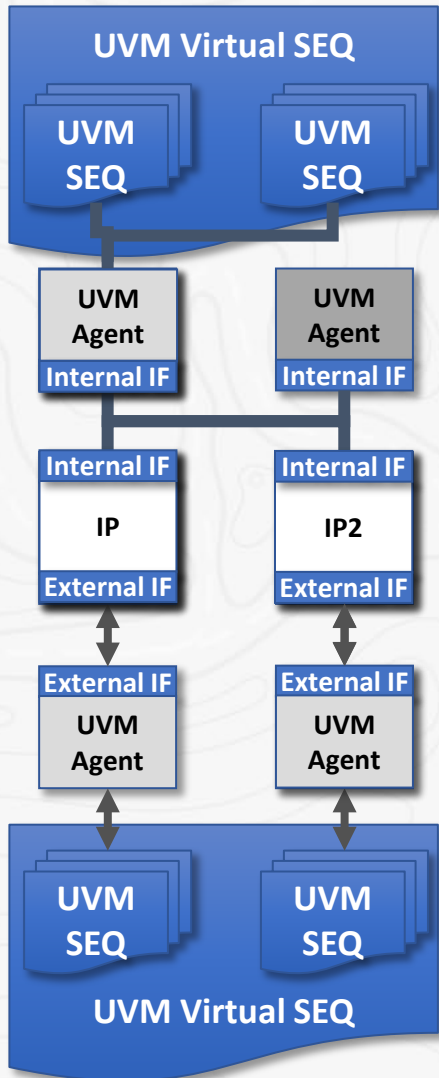 UVM Virtual SEQ
UVM
SEQ
UVM
SEQ
UVM
Agent
Internal IF
UVM
Agent
Internal IF
Internal IF
IP
External IF
Internal IF
IP2
External IF
External IF
UVM
Agent
External IF
UVM
Agent
UVM
SEQ
UVM
SEQ
UVM Virtual SEQ